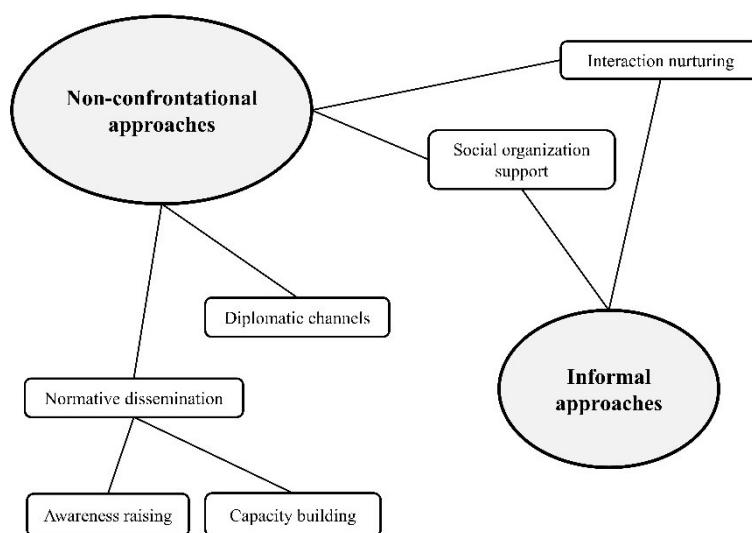 Interaction nurturing
Non-confrontational
approaches
Social organization
support
Diplomatic channels
Informal
approaches
Normative dissemination
Awareness raising
Capacity building